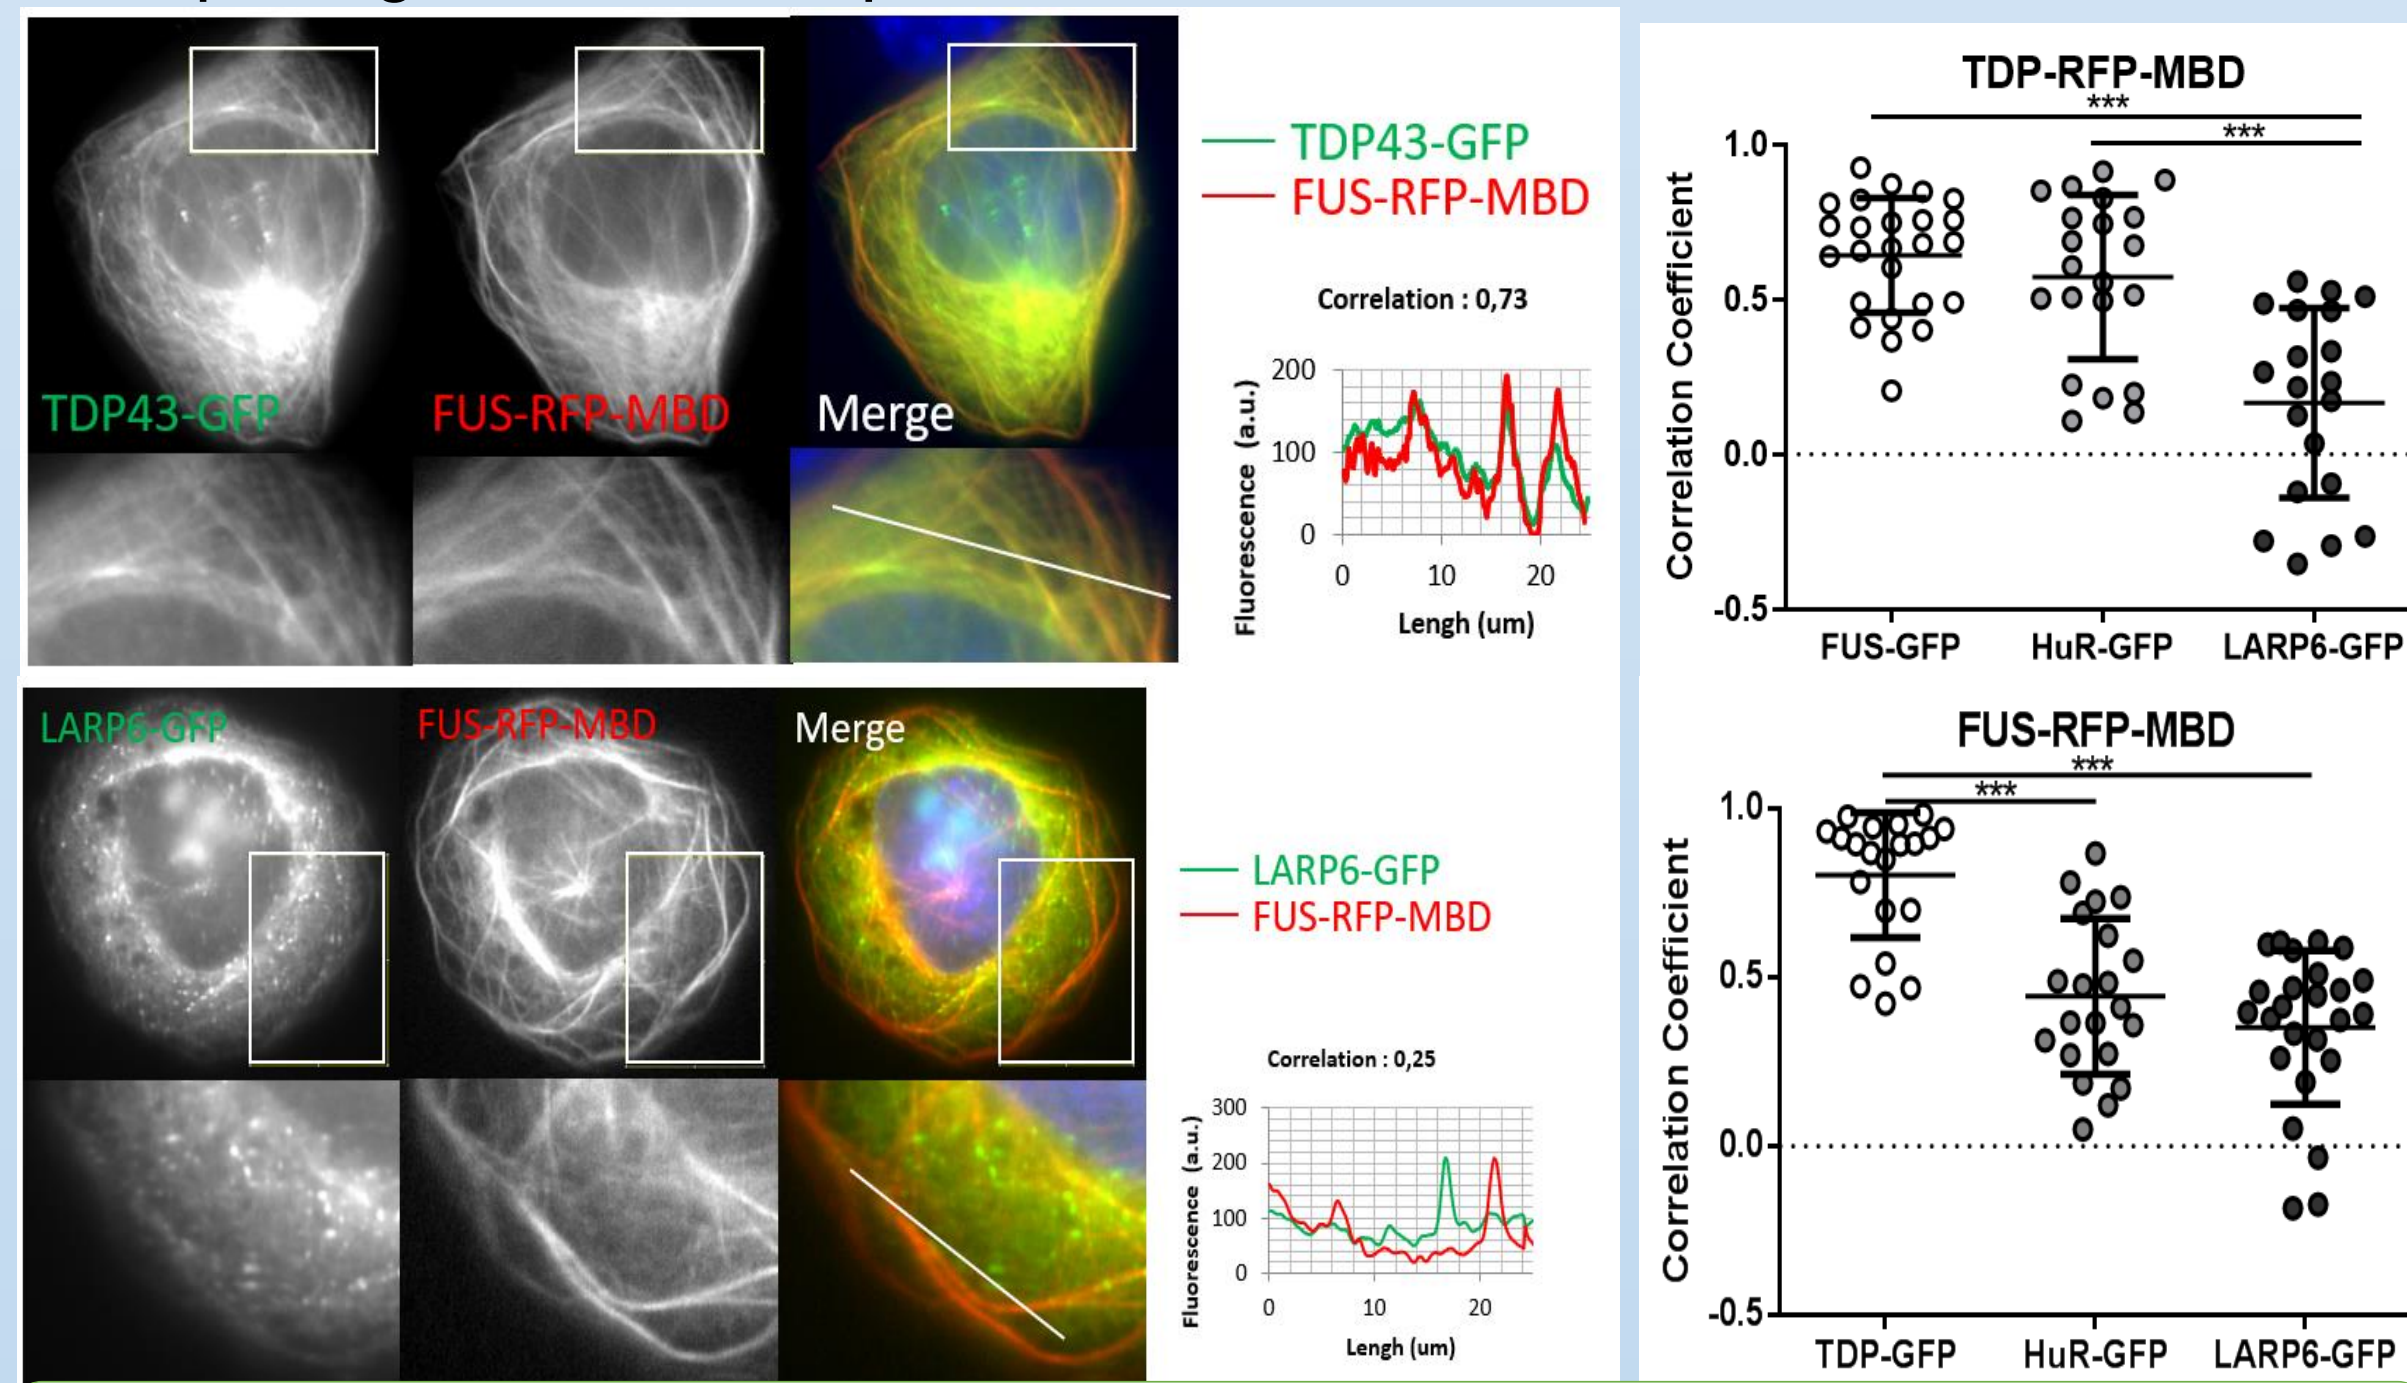 TDP43-GFP
FUS-RFP-MBD
Merge
TDP43-GFP
FUS-RFP-MBD
Correlation : 0,73
Fluorescence (a.u.)
200
100
0
0 10 20
Lengh (um)
TDP-RFP-MBD
***
***
Correlation Coefficient
1.0
0.5
0.0
-0.5
FUS-GFP HuR-GFP LARP6-GFP
LARP6-GFP
FUS-RFP-MBD
Merge
LARP6-GFP
FUS-RFP-MBD
Correlation : 0,25
Fluorescence (a.u.)
300
200
100
0
0 10 20
Lengh (um)
FUS-RFP-MBD
***
***
Correlation Coefficient
1.0
0.5
0.0
-0.5
TDP-GFP HuR-GFP LARP6-GFP